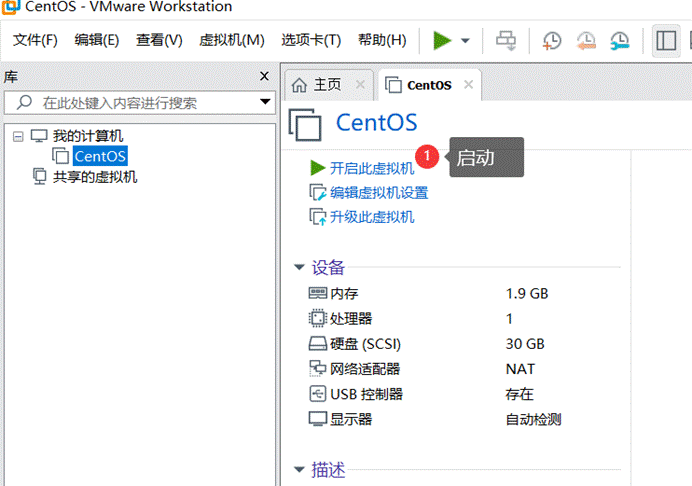 CentOS - VMware Workstation
文件(F) 编辑(E) 查看(V) 虚拟机(M) 选项卡(T) 帮助(H)
库
在此处键入内容进行搜索
我的计算机
CentOS
共享的虚拟机
主页 CentOS
CentOS
开启此虚拟机 1 启动
编辑虚拟机设置
升级此虚拟机
设备
内存 1.9 GB
处理器 1
硬盘 (SCSI) 30 GB
网络适配器 NAT
USB 控制器 存在
显示器 自动检测
描述